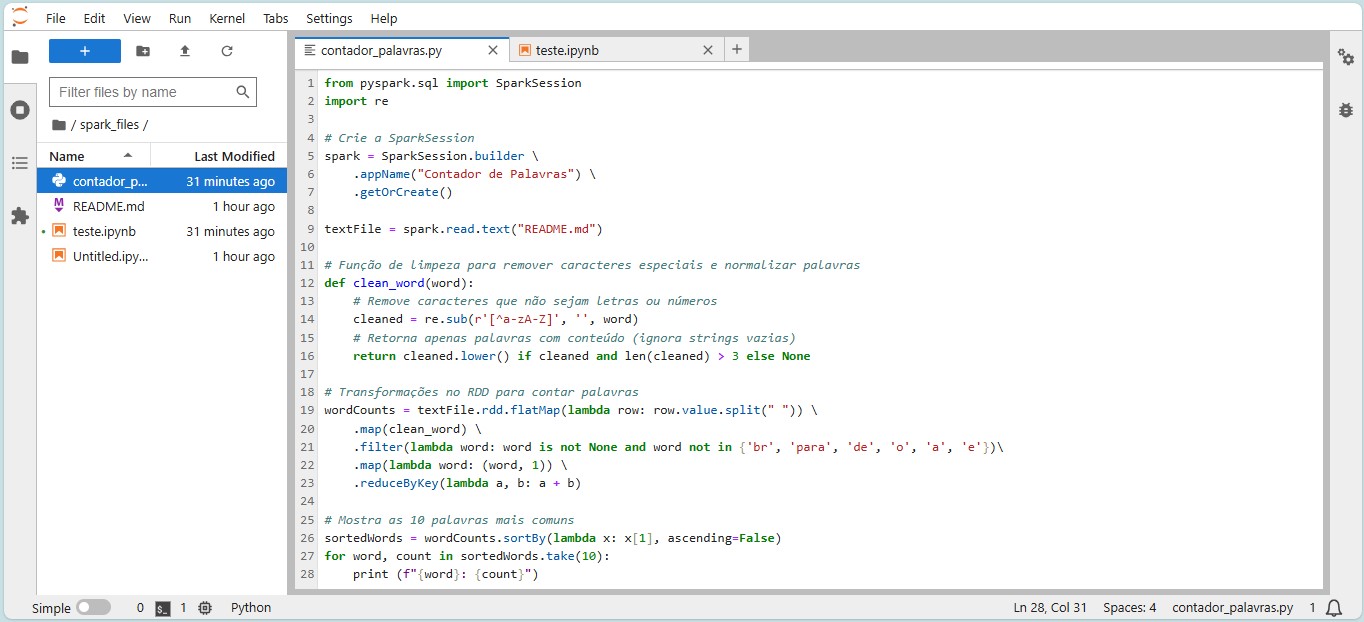 File Edit View Run Kernel Tabs Settings Help
+
Filter files by name
/ spark_files /
Name Last Modified
contador_p... 31 minutes ago
README.md 1 hour ago
teste.ipynb 31 minutes ago
Untitled.ipy... 1 hour ago
contador_palavras.py teste.ipynb
1 from pyspark.sql import SparkSession
2 import re
3
4 # Crie a SparkSession
5 spark = SparkSession.builder \
6     .appName("Contador de Palavras") \
7     .getOrCreate()
8
9 textFile = spark.read.text("README.md")
10
11 # Função de limpeza para remover caracteres especiais e normalizar palavras
12 def clean_word(word):
13     # Remove caracteres que não sejam letras ou números
14     cleaned = re.sub(r'[^a-zA-Z]', '', word)
15     # Retorna apenas palavras com conteúdo (ignora strings vazias)
16     return cleaned.lower() if cleaned and len(cleaned) > 3 else None
17
18 # Transformações no RDD para contar palavras
19 wordCounts = textFile.rdd.flatMap(lambda row: row.value.split(" ")) \
20     .map(clean_word) \
21     .filter(lambda word: word is not None and word not in {'br', 'para', 'de', 'o', 'a', 'e'})\
22     .map(lambda word: (word, 1)) \
23     .reduceByKey(lambda a, b: a + b)
24
25 # Mostra as 10 palavras mais comuns
26 sortedWords = wordCounts.sortBy(lambda x: x[1], ascending=False)
27 for word, count in sortedWords.take(10):
28     print (f"{word}: {count}")
Simple 0 $_ 1 Python Ln 28, Col 31 Spaces: 4 contador_palavras.py 1